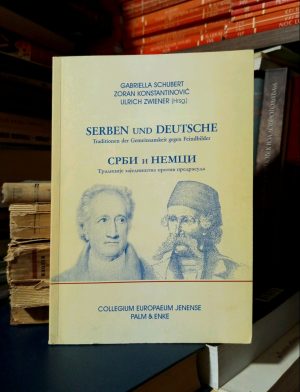 GABRIELLA SCHUBERT
ZORAN KONSTANTINOVIĆ
ULRICH ZWIENER (Hrsg)
SERBEN UND DEUTSCHE
Traditionen der Gemeinsamkeit gegen Feindbilder
СРБИ И НЕМЦИ
Традиције заједништва против предрасуда
COLLEGIUM EUROPAEUM JENENSE
PALM & ENKE